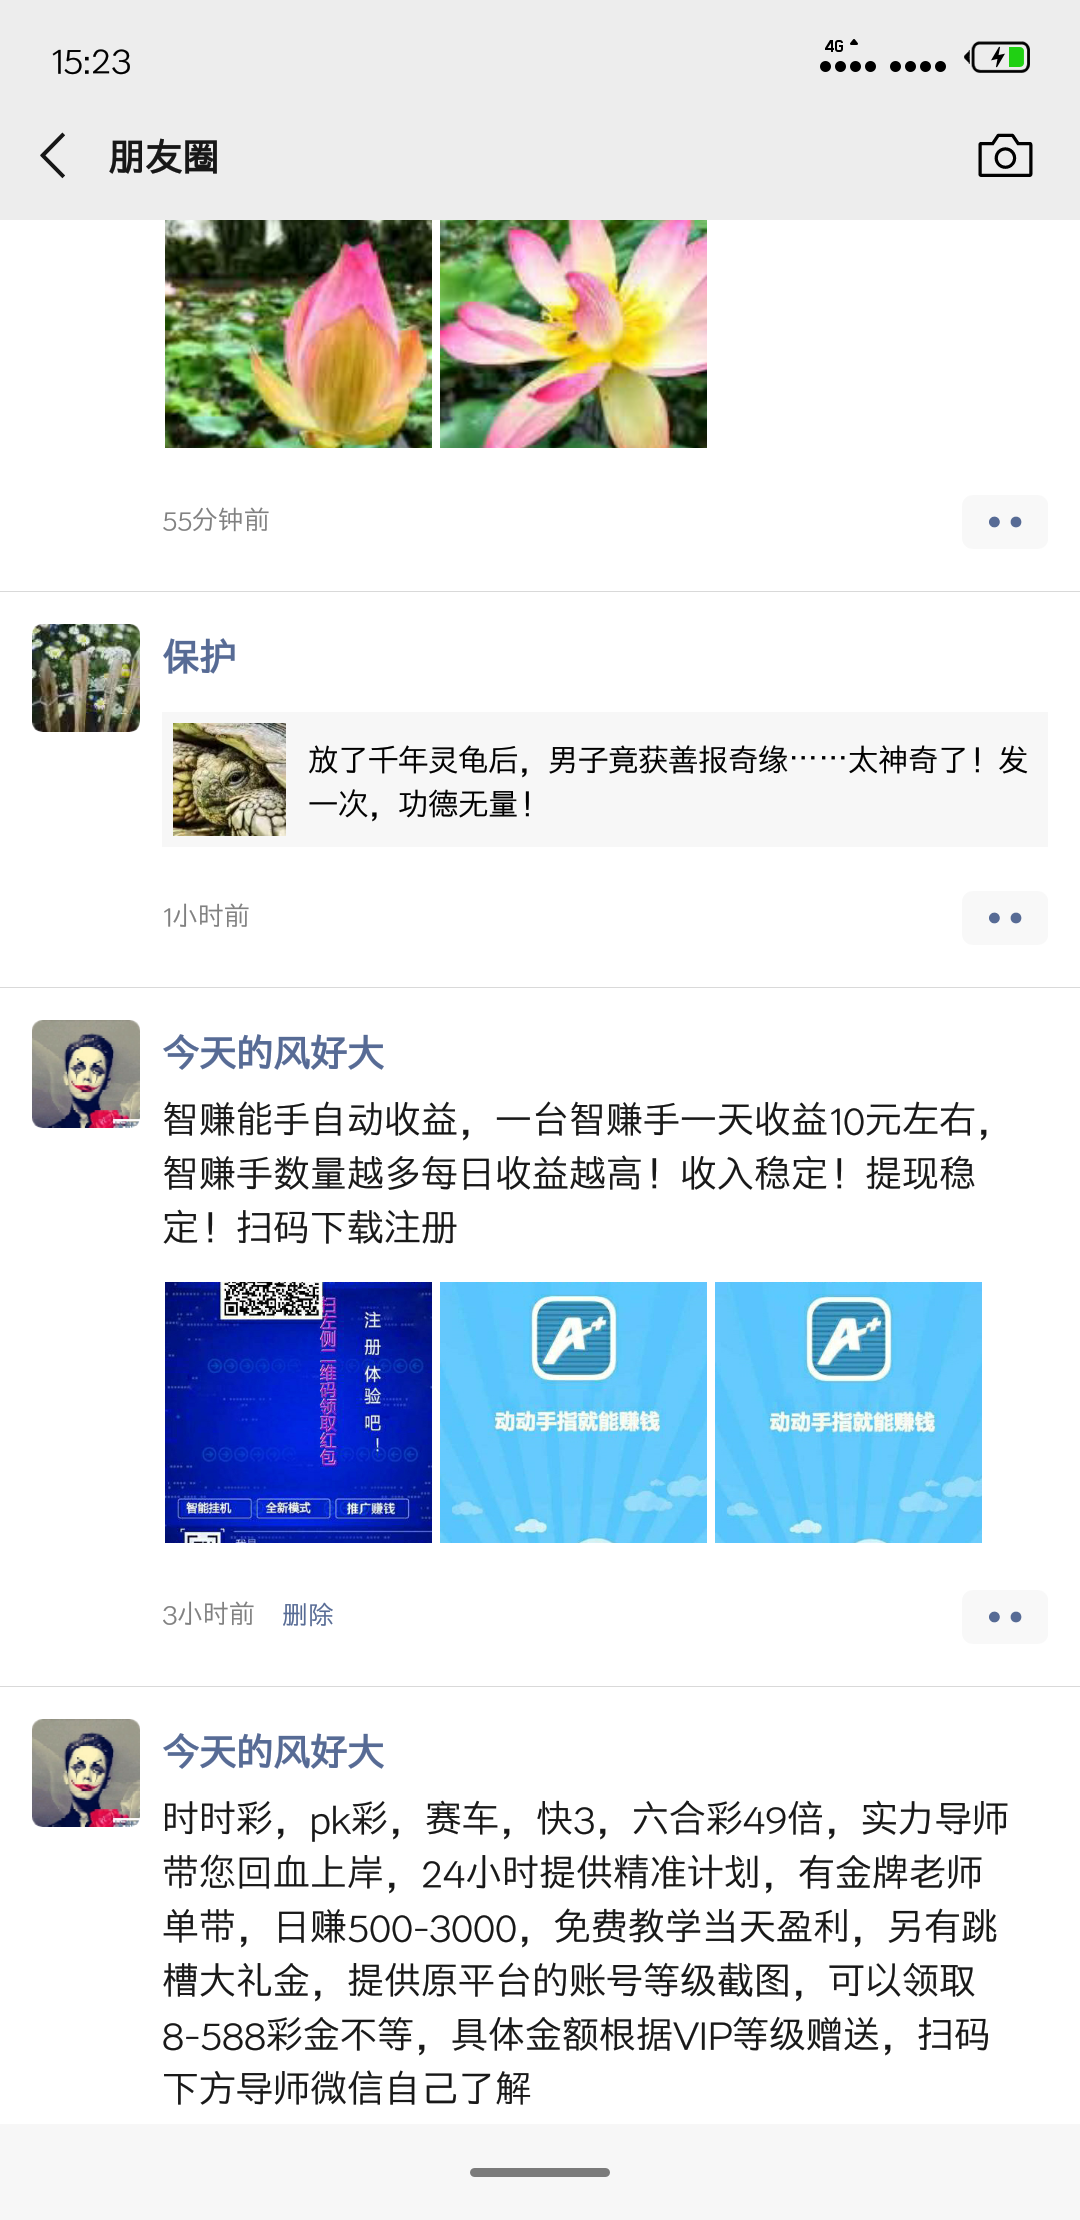 15:23
4G
朋友圈
55分钟前
保护
放了千年灵龟后，男子竟获善报奇缘……太神奇了！发
一次，功德无量！
1小时前
今天的风好大
智赚能手自动收益，一台智赚手一天收益10元左右，
智赚手数量越多每日收益越高！收入稳定！提现稳
定！扫码下载注册
扫左侧二维码领取红包
注册体验吧！
智能挂机
全新模式
推广赚钱
A+
动动手指就能赚钱
A+
动动手指就能赚钱
3小时前
删除
今天的风好大
时时彩，pk彩，赛车，快3，六合彩49倍，实力导师
带您回血上岸，24小时提供精准计划，有金牌老师
单带，日赚500-3000，免费教学当天盈利，另有跳
槽大礼金，提供原平台的账号等级截图，可以领取
8-588彩金不等，具体金额根据VIP等级赠送，扫码
下方导师微信自己了解